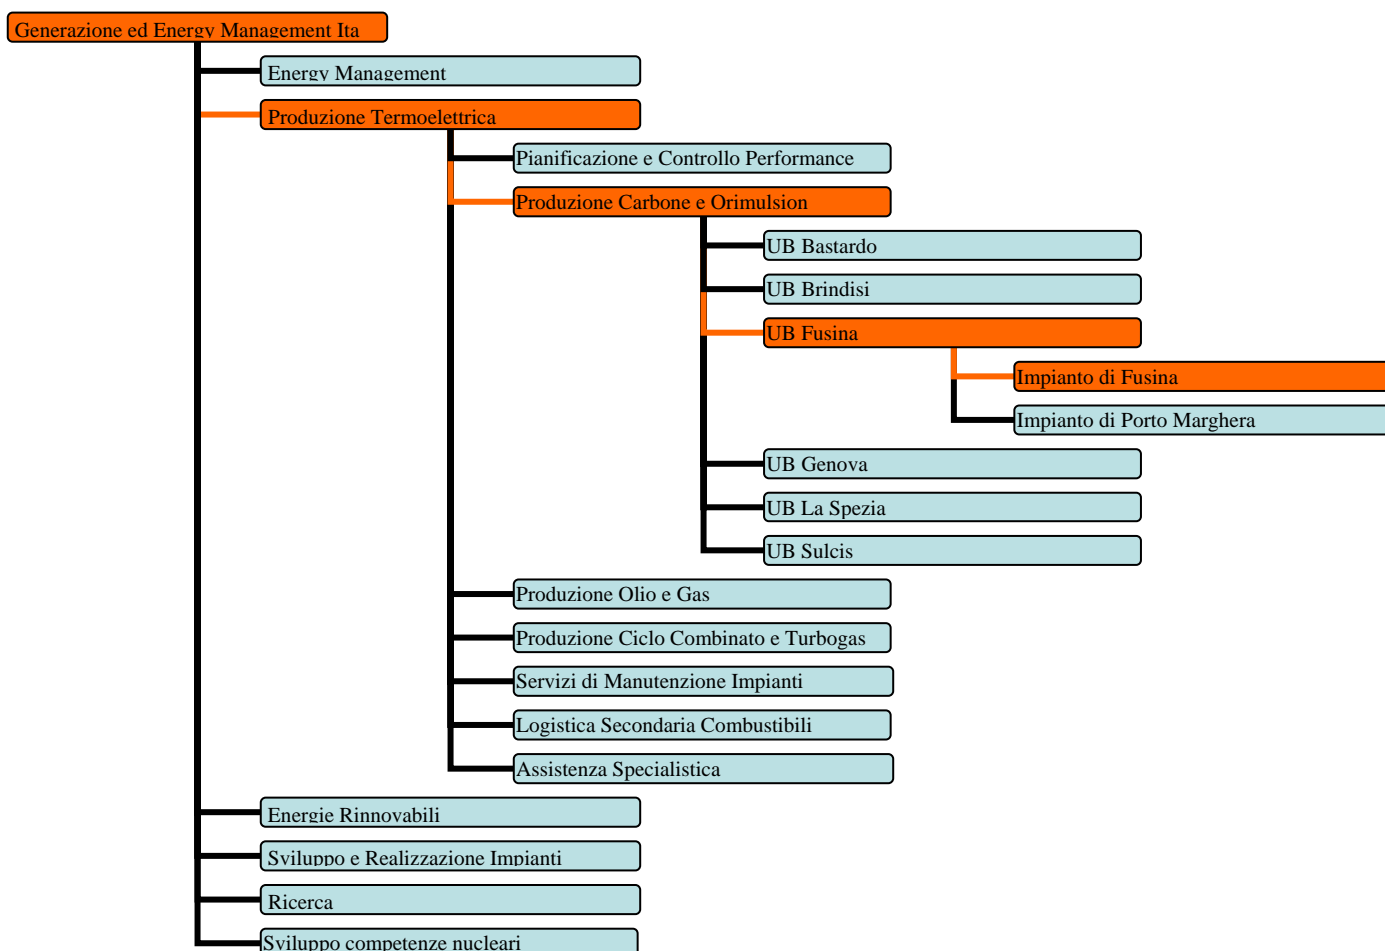 Generazione ed Energy Management Ita
Energy Management
Produzione Termoelettrica
Pianificazione e Controllo Performance
Produzione Carbone e Orimulsion
UB Bastardo
UB Brindisi
UB Fusina
Impianto di Fusina
Impianto di Porto Marghera
UB Genova
UB La Spezia
UB Sulcis
Produzione Olio e Gas
Produzione Ciclo Combinato e Turbogas
Servizi di Manutenzione Impianti
Logistica Secondaria Combustibili
Assistenza Specialistica
Energie Rinnovabili
Sviluppo e Realizzazione Impianti
Ricerca
Sviluppo competenze nucleari